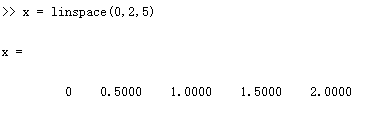 >> x = linspace(0,2,5)
x =
0 0.5000 1.0000 1.5000 2.0000